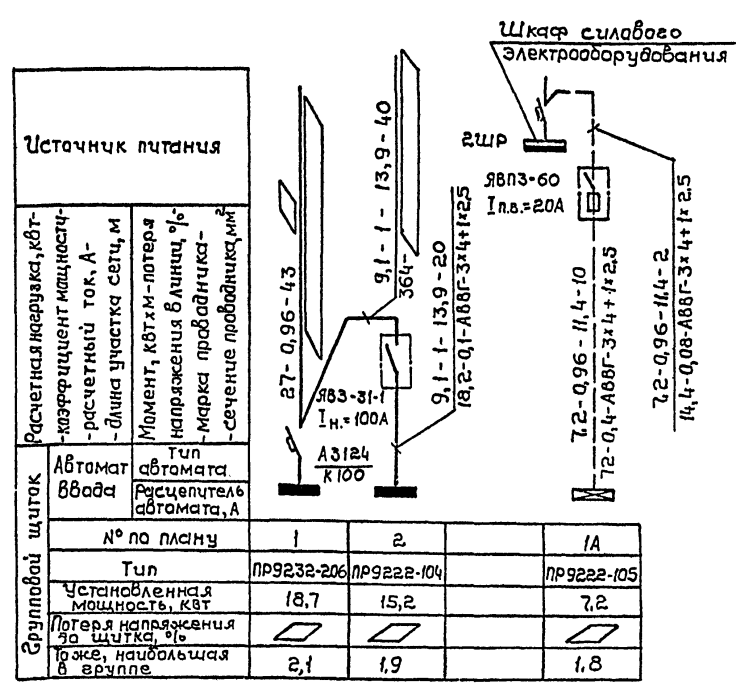 Шкаф силового
электрооборудования
2ШР
ЯВПЗ-60
Iп.в.=20А
Источник питания
Расчетная нагрузка, кВт-
-коэффициент мощности-
-расчетный ток, А-
-длина участка сети, м
Момент, кВт×м-потеря
напряжения в линии, %-
-марка проводника-
-сечение проводника, мм²
27-0,96-43
9,1-1-13,9-40
364-
9,1-1-13,9-20
18,2-0,1-АВВГ-3×4+1×2,5
7,2-0,96-11,4-10
72-0,4-АВВГ-3×4+1×2,5
7,2-0,96-11,4-2
14,4-0,08-АВВГ-3×4+1×2,5
ЯВЗ-31-1
Iн.=100А
А3124
К100
Групповой щиток
Автомат
ввода
Тип
автомата
Расцепитель
автомата, А
N° по плану 1 2 1А
Тип ПР9232-206 ПР9222-104 ПР9222-105
Установленная
мощность, кВт 18,7 15,2 7,2
Потеря напряжения
до щитка, %
Тоже, наибольшая
в группе 2,1 1,9 1,8